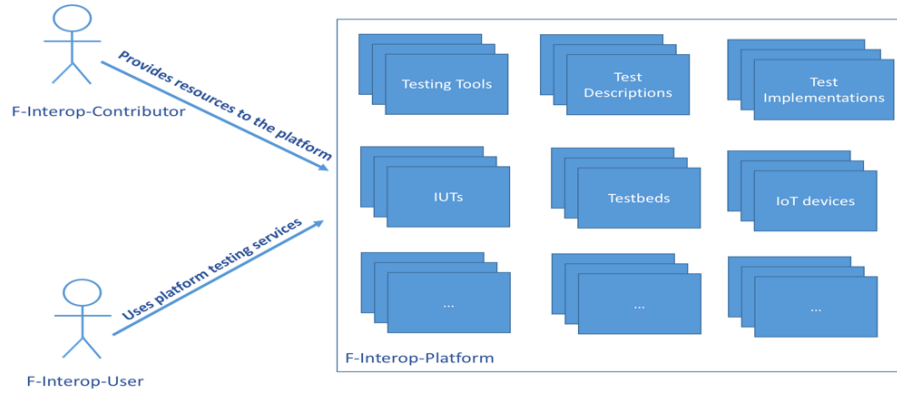 F-Interop-Contributor
Provides resources to the platform
Testing Tools
Test
Descriptions
Test
Implementations
IUTs
Testbeds
IoT devices
...
...
...
F-Interop-Platform
Uses platform testing services
F-Interop-User